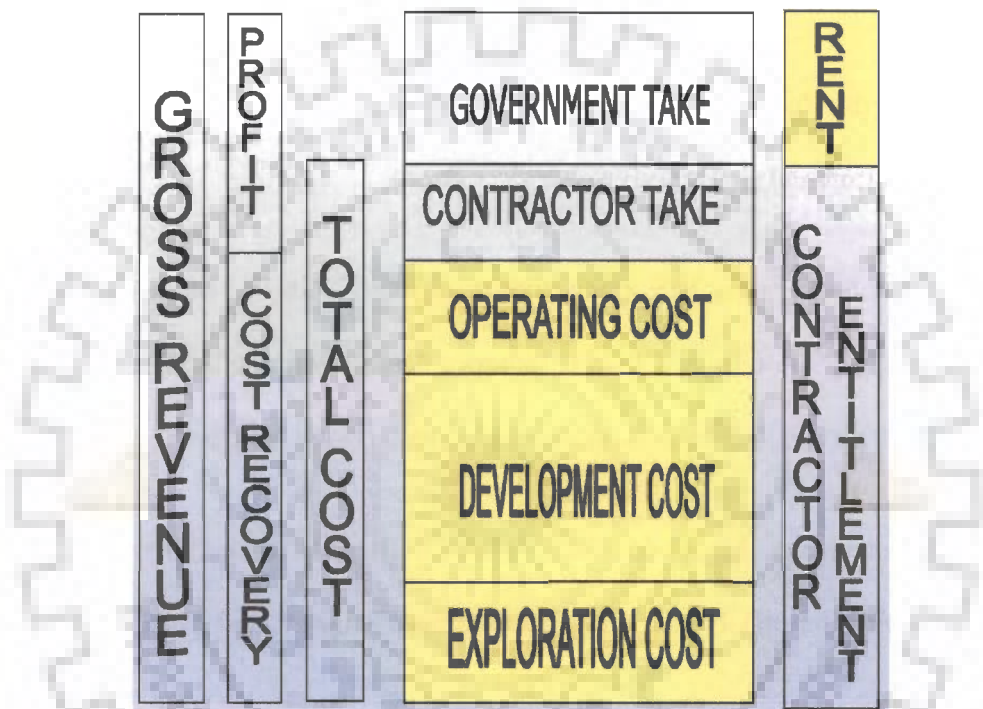 GROSS REVENUE
PROFIT
COST RECOVERY
TOTAL COST
GOVERNMENT TAKE
CONTRACTOR TAKE
OPERATING COST
DEVELOPMENT COST
EXPLORATION COST
RENT
CONTRACTOR
ENTITLEMENT